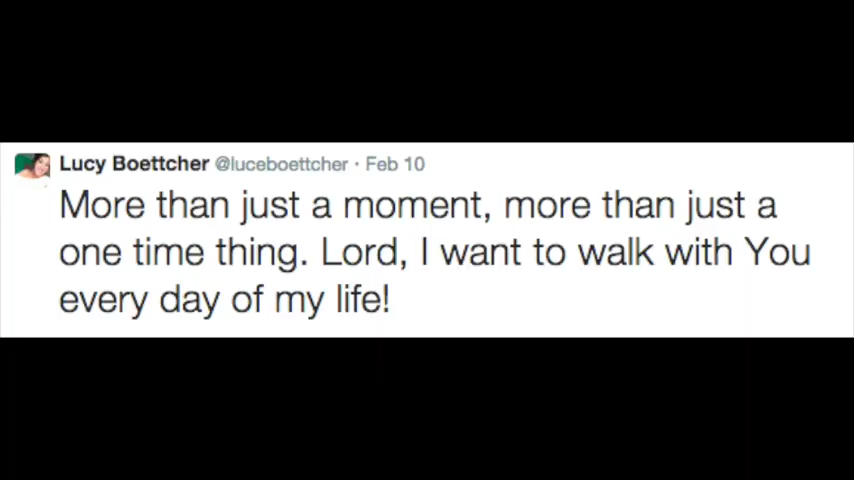 Lucy Boettcher @luceboettcher · Feb 10
More than just a moment, more than just a
one time thing. Lord, I want to walk with You
every day of my life!